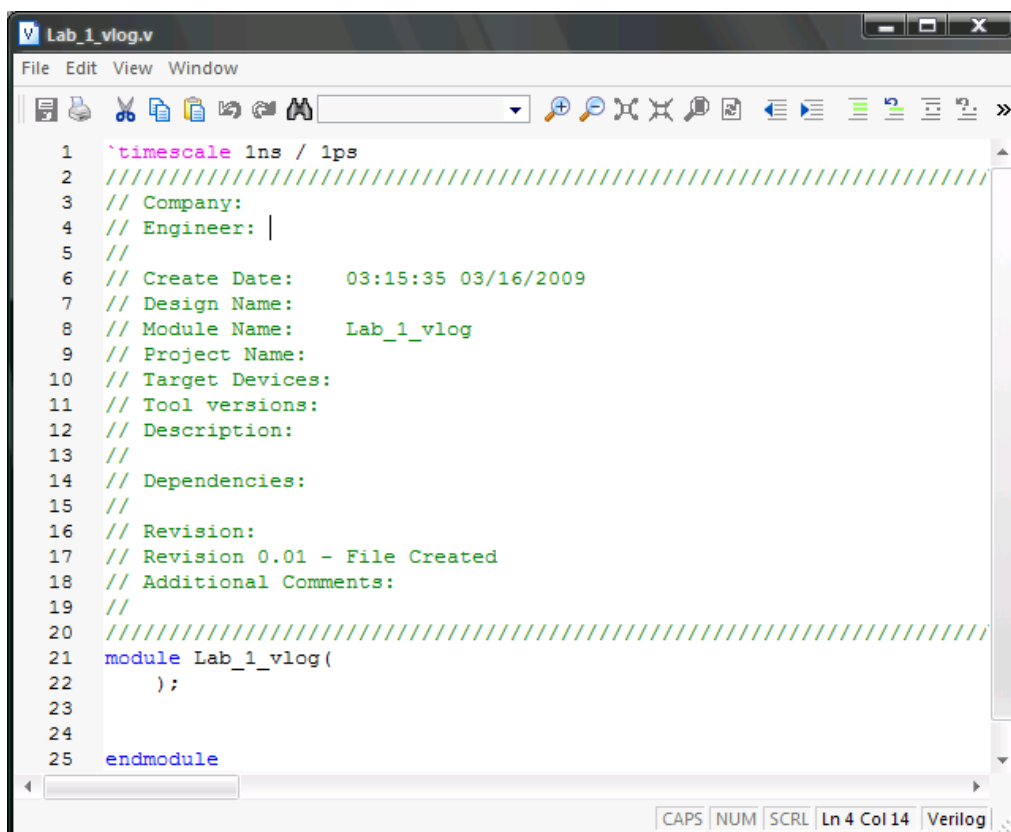 Lab_1_vlog.v
File Edit View Window
1 `timescale 1ns / 1ps
2 //////////////////////////////////////////////////////////////////////
3 // Company:
4 // Engineer:
5 //
6 // Create Date:    03:15:35 03/16/2009
7 // Design Name:
8 // Module Name:    Lab_1_vlog
9 // Project Name:
10 // Target Devices:
11 // Tool versions:
12 // Description:
13 //
14 // Dependencies:
15 //
16 // Revision:
17 // Revision 0.01 - File Created
18 // Additional Comments:
19 //
20 //////////////////////////////////////////////////////////////////////
21 module Lab_1_vlog(
22     );
23
24
25 endmodule
CAPS NUM SCRL Ln 4 Col 14 Verilog